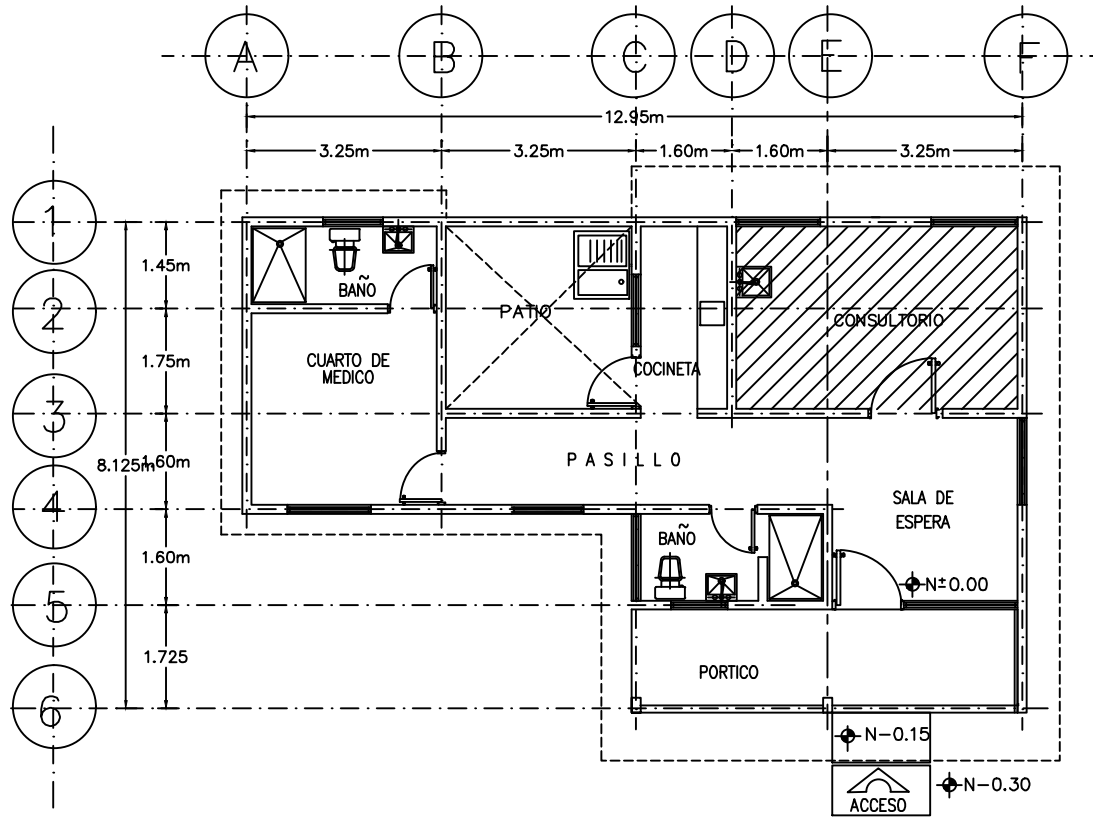 A
B
C
D
E
F
12.95m
3.25m
3.25m
1.60m
1.60m
3.25m
1
2
3
4
5
6
1.45m
1.75m
8.125m
1.60m
1.60m
1.725
BAÑO
PATIO
CONSULTORIO
CUARTO DE
MEDICO
COCINETA
PASILLO
SALA DE
ESPERA
BAÑO
N±0.00
PORTICO
N-0.15
N-0.30
ACCESO